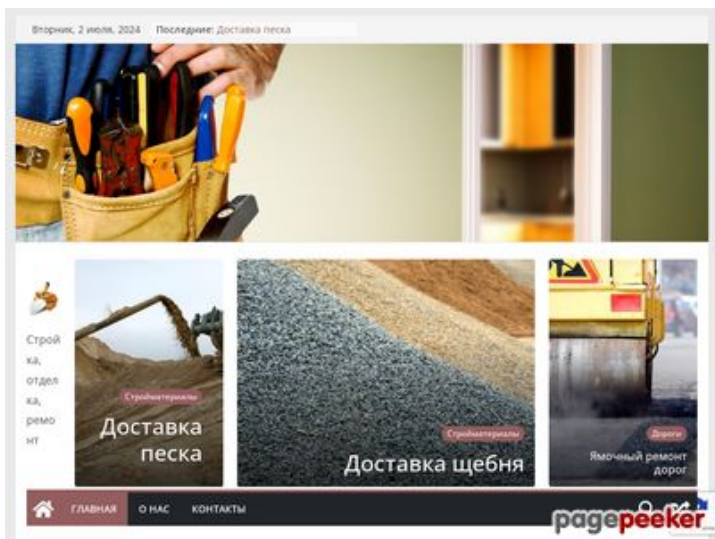 Вторник, 2 июля, 2024 Последние: Доставка песка
Строй
ка,
отдел
ка,
ремо
нт
Стройматериалы
Доставка
песка
Стройматериалы
Доставка щебня
Дороги
Ямочный ремонт
дорог
ГЛАВНАЯ О НАС КОНТАКТЫ
pagepeeker